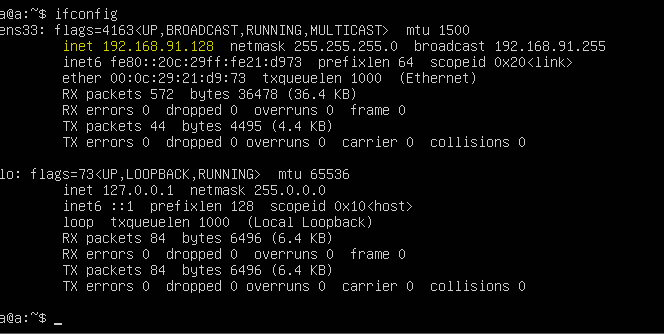 a@a:~$ ifconfig
ens33: flags=4163<UP,BROADCAST,RUNNING,MULTICAST>  mtu 1500
        inet 192.168.91.128  netmask 255.255.255.0  broadcast 192.168.91.255
        inet6 fe80::20c:29ff:fe21:d973  prefixlen 64  scopeid 0x20<link>
        ether 00:0c:29:21:d9:73  txqueuelen 1000  (Ethernet)
        RX packets 572  bytes 36478 (36.4 KB)
        RX errors 0  dropped 0  overruns 0  frame 0
        TX packets 44  bytes 4495 (4.4 KB)
        TX errors 0  dropped 0 overruns 0  carrier 0  collisions 0
lo: flags=73<UP,LOOPBACK,RUNNING>  mtu 65536
        inet 127.0.0.1  netmask 255.0.0.0
        inet6 ::1  prefixlen 128  scopeid 0x10<host>
        loop  txqueuelen 1000  (Local Loopback)
        RX packets 84  bytes 6496 (6.4 KB)
        RX errors 0  dropped 0  overruns 0  frame 0
        TX packets 84  bytes 6496 (6.4 KB)
        TX errors 0  dropped 0 overruns 0  carrier 0  collisions 0
a@a:~$ _